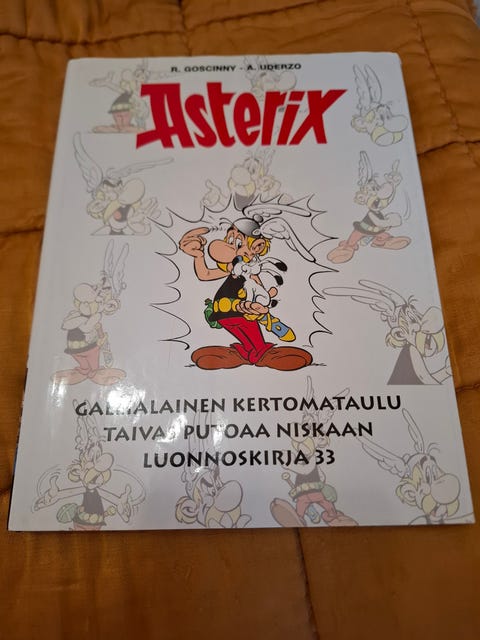 R. GOSCINNY - A. UDERZO
Asterix
GALLIALAINEN KERTOMATAULU
TAIVAS PUTOAA NISKAAN
LUONNOSKIRJA 33